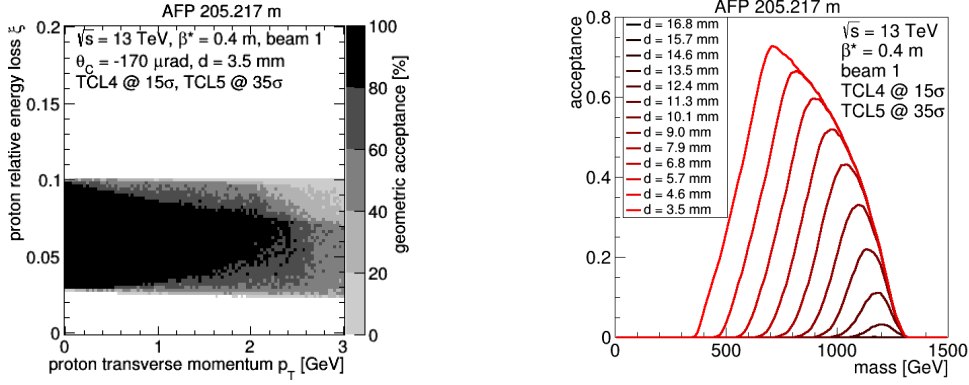 AFP 205.217 m
proton relative energy loss ξ
0.2
0.15
0.1
0.05
0
√s = 13 TeV, β* = 0.4 m, beam 1
θ_C = -170 μrad, d = 3.5 mm
TCL4 @ 15σ, TCL5 @ 35σ
0 1 2 3
proton transverse momentum p_T [GeV]
100
80
60
40
20
0
geometric acceptance [%]
AFP 205.217 m
acceptance
0.8
0.6
0.4
0.2
0
d = 16.8 mm
d = 15.7 mm
d = 14.6 mm
d = 13.5 mm
d = 12.4 mm
d = 11.3 mm
d = 10.1 mm
d = 9.0 mm
d = 7.9 mm
d = 6.8 mm
d = 5.7 mm
d = 4.6 mm
d = 3.5 mm
√s = 13 TeV
β* = 0.4 m
beam 1
TCL4 @ 15σ
TCL5 @ 35σ
0 500 1000 1500
mass [GeV]